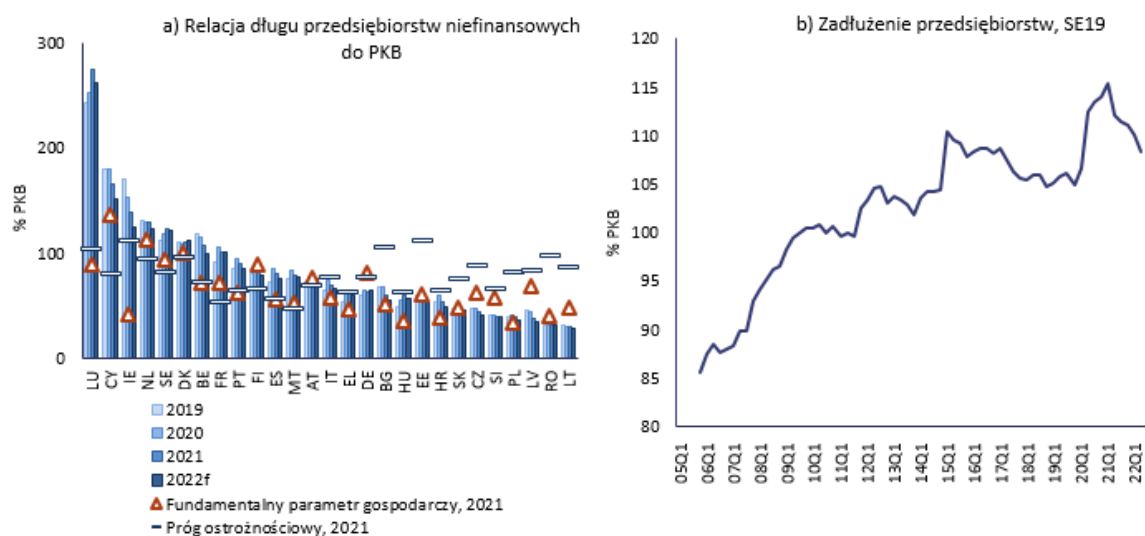 a) Relacja długu przedsiębiorstw niefinansowych
do PKB
300
200
100
0
% PKB
LU
CY
IE
NL
SE
DK
BE
FR
PT
FI
ES
MT
AT
IT
EL
DE
BG
HU
EE
HR
SK
CZ
SI
PL
LV
RO
LT
2019
2020
2021
2022f
Fundamentalny parametr gospodarczy, 2021
Próg ostrożnościowy, 2021
b) Zadłużenie przedsiębiorstw, SE19
120
115
110
105
100
95
90
85
80
% PKB
05Q1
06Q1
07Q1
08Q1
09Q1
10Q1
11Q1
12Q1
13Q1
14Q1
15Q1
16Q1
17Q1
18Q1
19Q1
20Q1
21Q1
22Q1